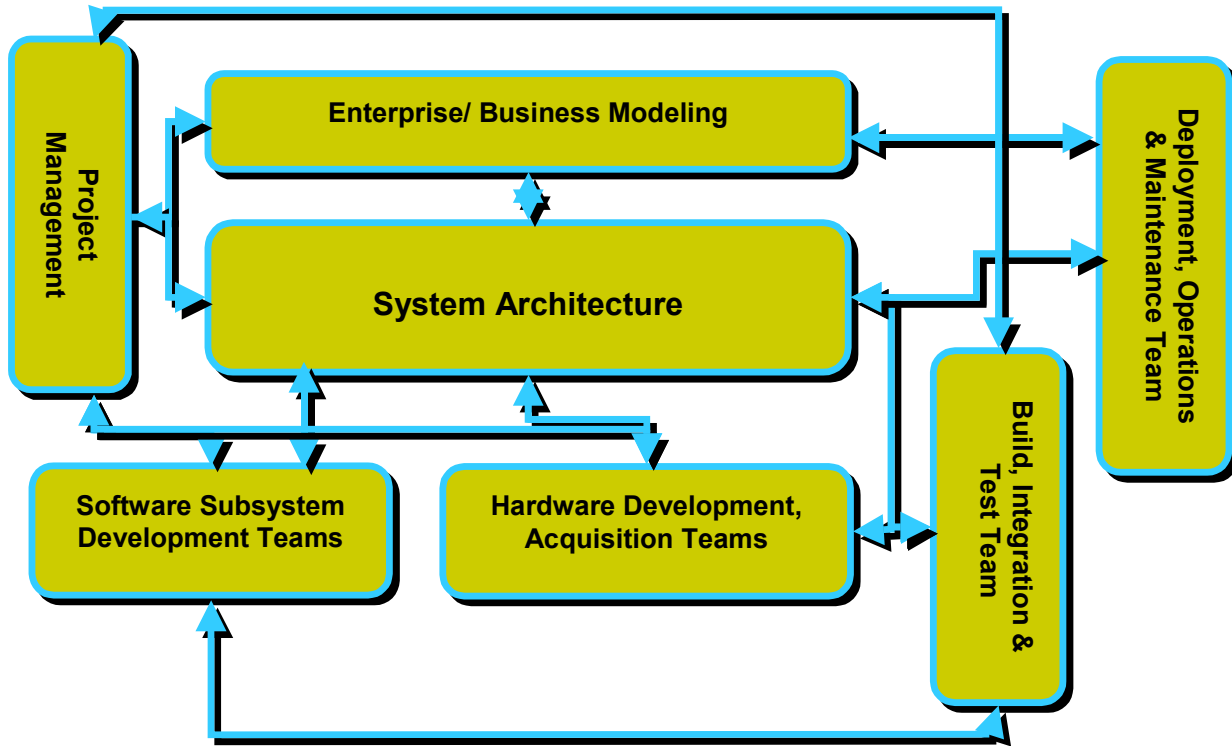 Project
Management
Enterprise/ Business Modeling
Deployment, Operations
& Maintenance Team
System Architecture
Software Subsystem
Development Teams
Hardware Development,
Acquisition Teams
Build, Integration &
Test Team